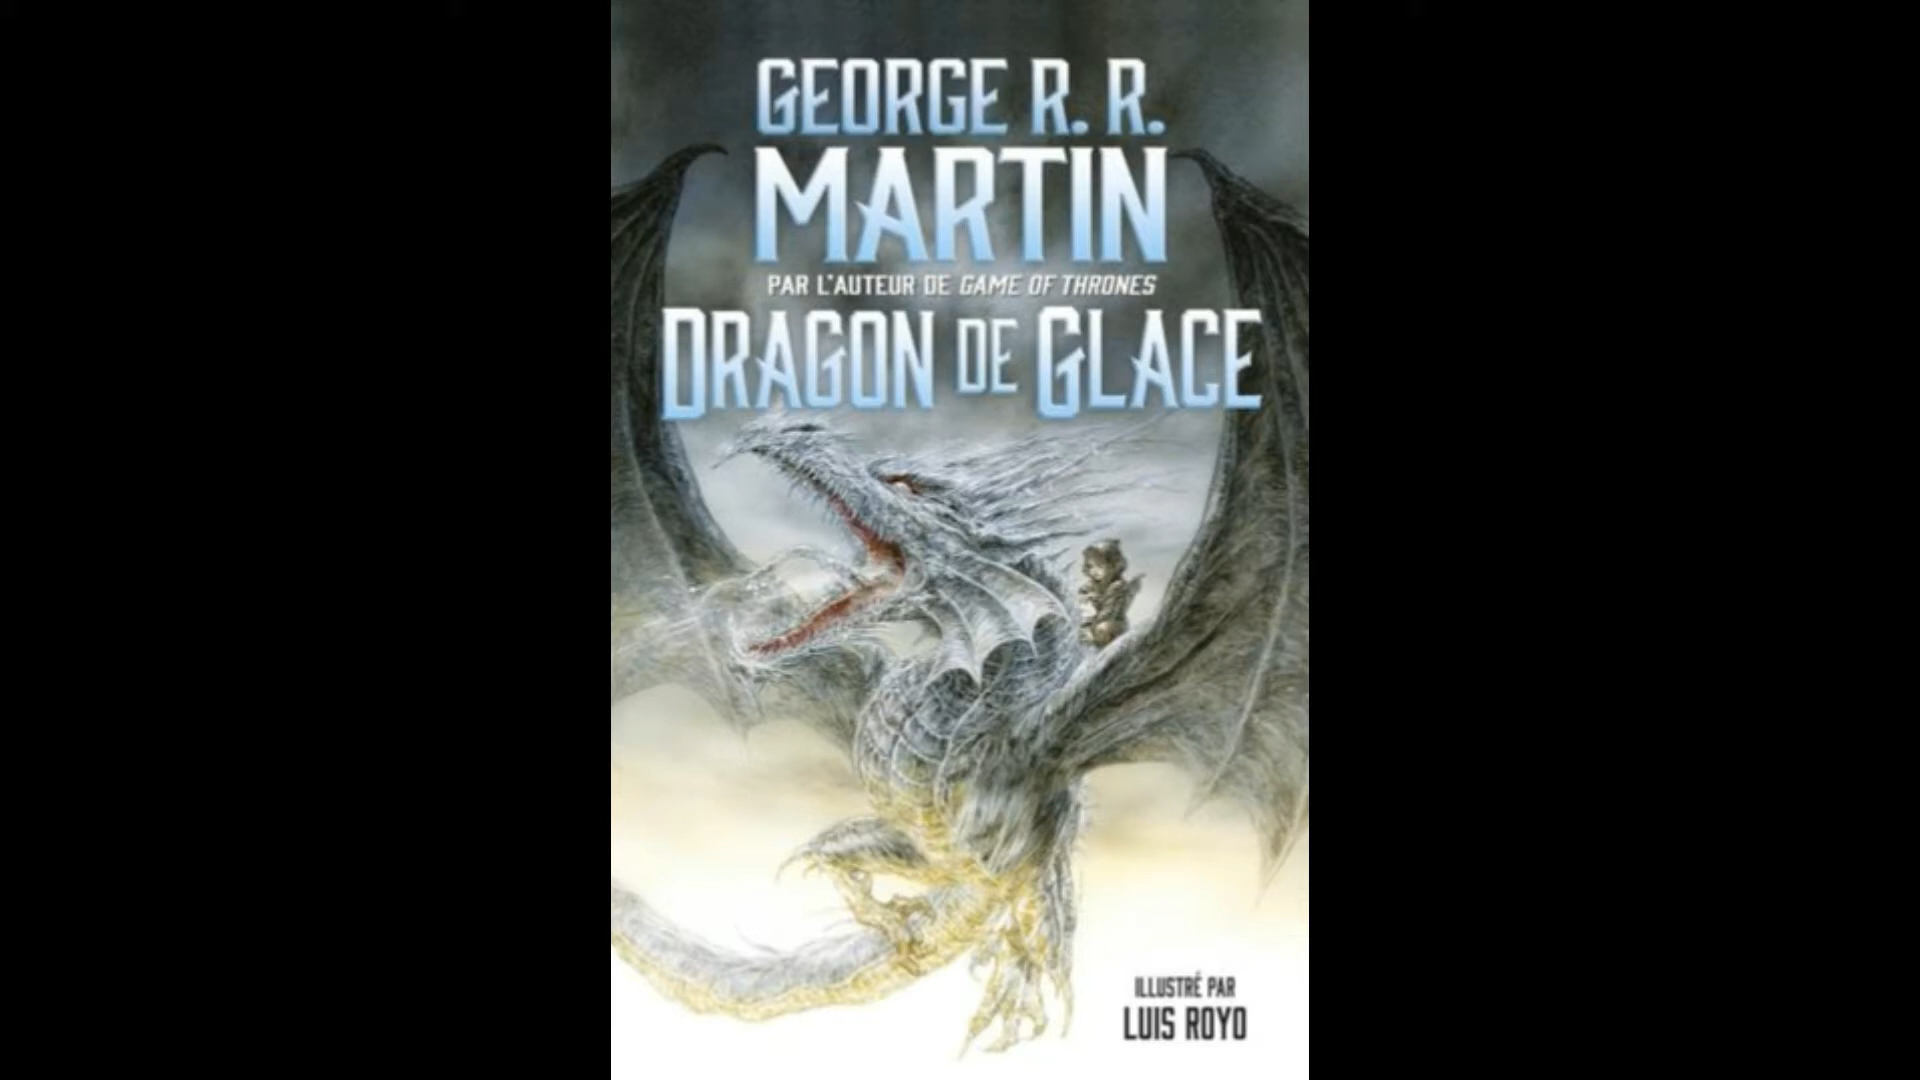 GEORGE R. R.
MARTIN
PAR L'AUTEUR DE GAME OF THRONES
DRAGON DE GLACE
ILLUSTRÉ PAR
LUIS ROYO